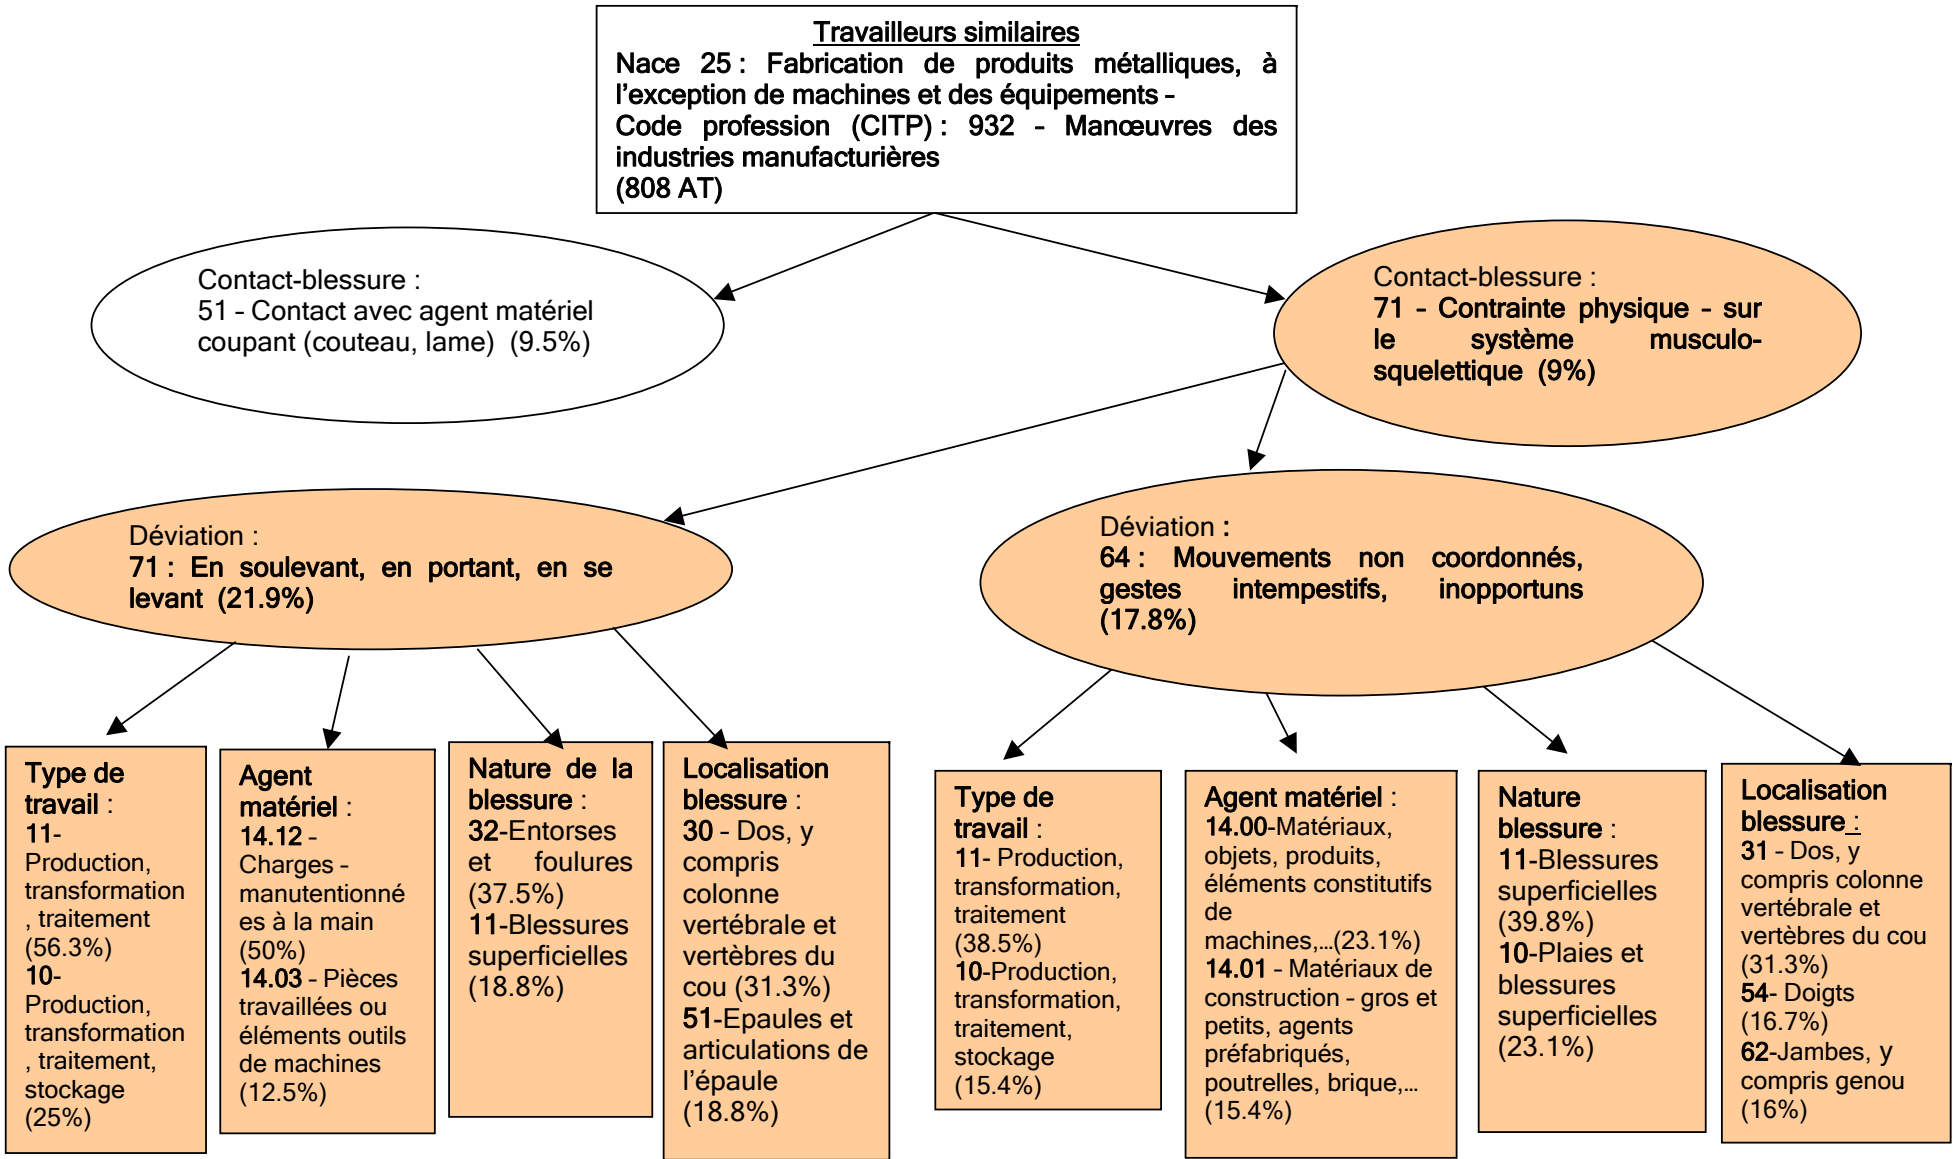 Travailleurs similaires
Nace 25 : Fabrication de produits métalliques, à
l'exception de machines et des équipements –
Code profession (CITP) : 932 - Manœuvres des
industries manufacturières
(808 AT)
Contact-blessure :
51 – Contact avec agent matériel
coupant (couteau, lame) (9.5%)
Contact-blessure :
71 – Contrainte physique – sur
le système musculo-
squelettique (9%)
Déviation :
71 : En soulevant, en portant, en se
levant (21.9%)
Déviation :
64 : Mouvements non coordonnés,
gestes intempestifs, inopportuns
(17.8%)
Type de
travail :
11-
Production,
transformation
, traitement
(56.3%)
10-
Production,
transformation
, traitement,
stockage
(25%)
Agent
matériel :
14.12 –
Charges –
manutentionné
es à la main
(50%)
14.03 – Pièces
travaillées ou
éléments outils
de machines
(12.5%)
Nature de la
blessure :
32-Entorses
et foulures
(37.5%)
11-Blessures
superficielles
(18.8%)
Localisation
blessure :
30 – Dos, y
compris
colonne
vertébrale et
vertèbres du
cou (31.3%)
51-Epaules et
articulations de
l'épaule
(18.8%)
Type de
travail :
11- Production,
transformation,
traitement
(38.5%)
10-Production,
transformation,
traitement,
stockage
(15.4%)
Agent matériel :
14.00-Matériaux,
objets, produits,
éléments constitutifs
de
machines,…(23.1%)
14.01 – Matériaux de
construction – gros et
petits, agents
préfabriqués,
poutrelles, brique,…
(15.4%)
Nature
blessure :
11-Blessures
superficielles
(39.8%)
10-Plaies et
blessures
superficielles
(23.1%)
Localisation
blessure :
31 – Dos, y
compris colonne
vertébrale et
vertèbres du cou
(31.3%)
54- Doigts
(16.7%)
62-Jambes, y
compris genou
(16%)